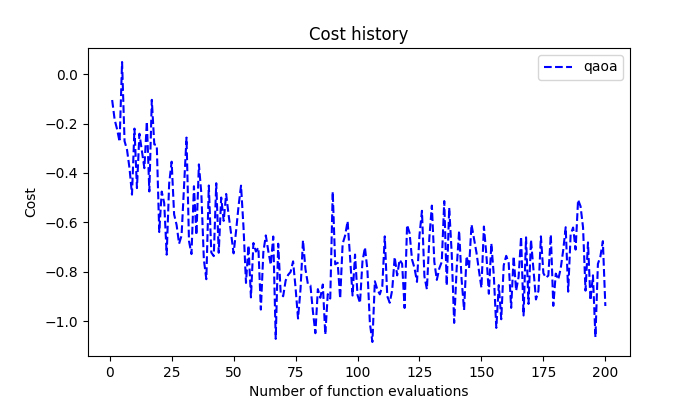 Cost history
qaoa
Cost
0.0
−0.2
−0.4
−0.6
−0.8
−1.0
0 25 50 75 100 125 150 175 200
Number of function evaluations